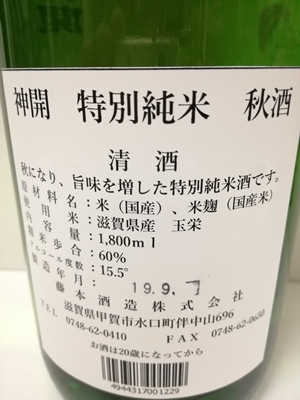 神開 特別純米 秋酒
清酒
秋になり、旨味を増した特別純米酒です。
原材料名：米（国産）、米麹（国産米）
使用米：滋賀県産 玉栄
内容量：1,800ml
精米歩合：60%
アルコール度数：15.5°
製造年月：19.9.
藤本酒造株式会社
滋賀県甲賀市水口町伴中山696
TEL 0748-62-0410 FAX 0748-62-0650
お酒は20歳になってから
4944317001229